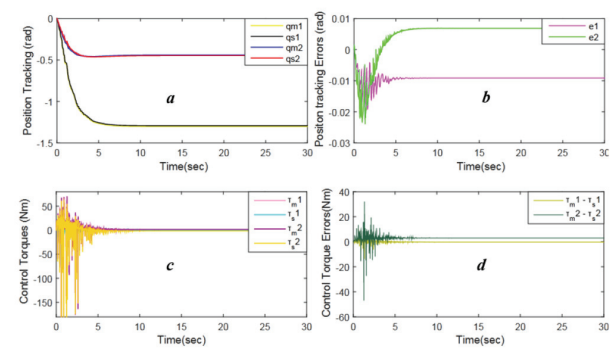 0
-0.5
-1
-1.5
0 5 10 15 20 25 30
Position Tracking (rad)
Time(sec)
qm1
qs1
qm2
qs2
a
0.01
0
-0.01
-0.02
-0.03
0 5 10 15 20 25 30
Positon tracking Errors (rad)
Time(sec)
e1
e2
b
50
0
-50
-100
-150
0 5 10 15 20 25 30
Control Torques (Nm)
Time(sec)
τm1
τs1
τm2
τs2
c
40
20
0
-20
-40
-60
0 5 10 15 20 25 30
Control Torque Errors(Nm)
Time(sec)
τm1 - τs1
τm2 - τs2
d